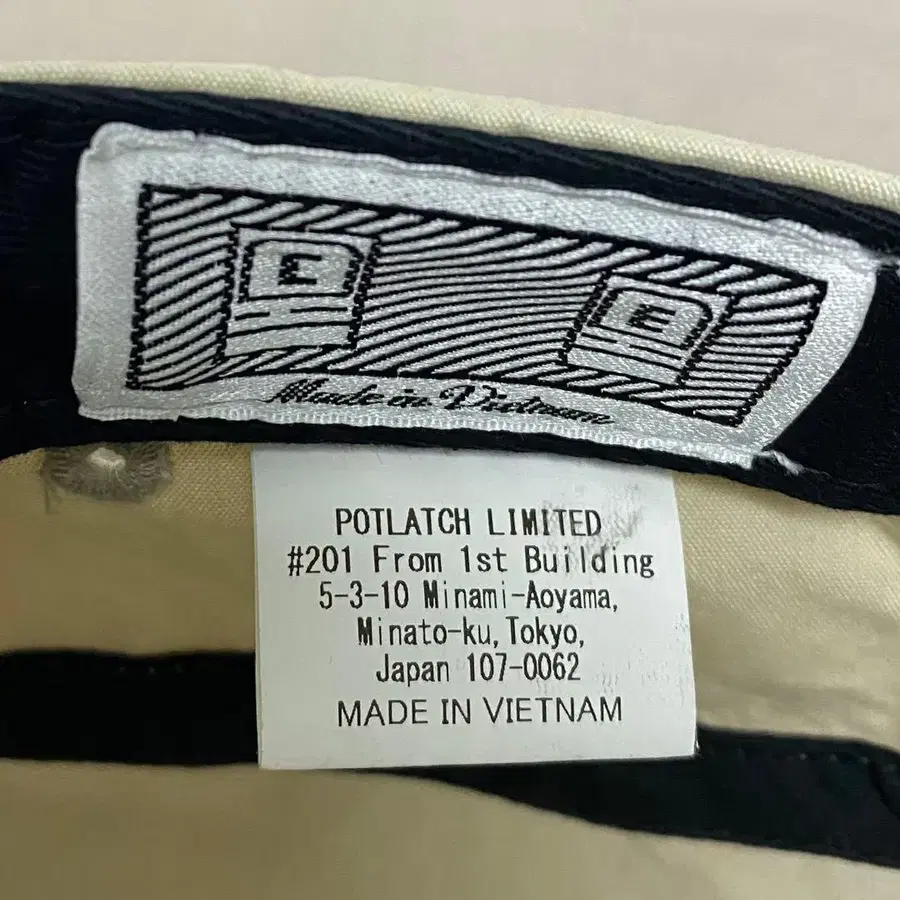 Made in Vietnam
POTLATCH LIMITED
#201 From 1st Building
5-3-10 Minami-Aoyama,
Minato-ku,Tokyo,
Japan 107-0062
MADE IN VIETNAM